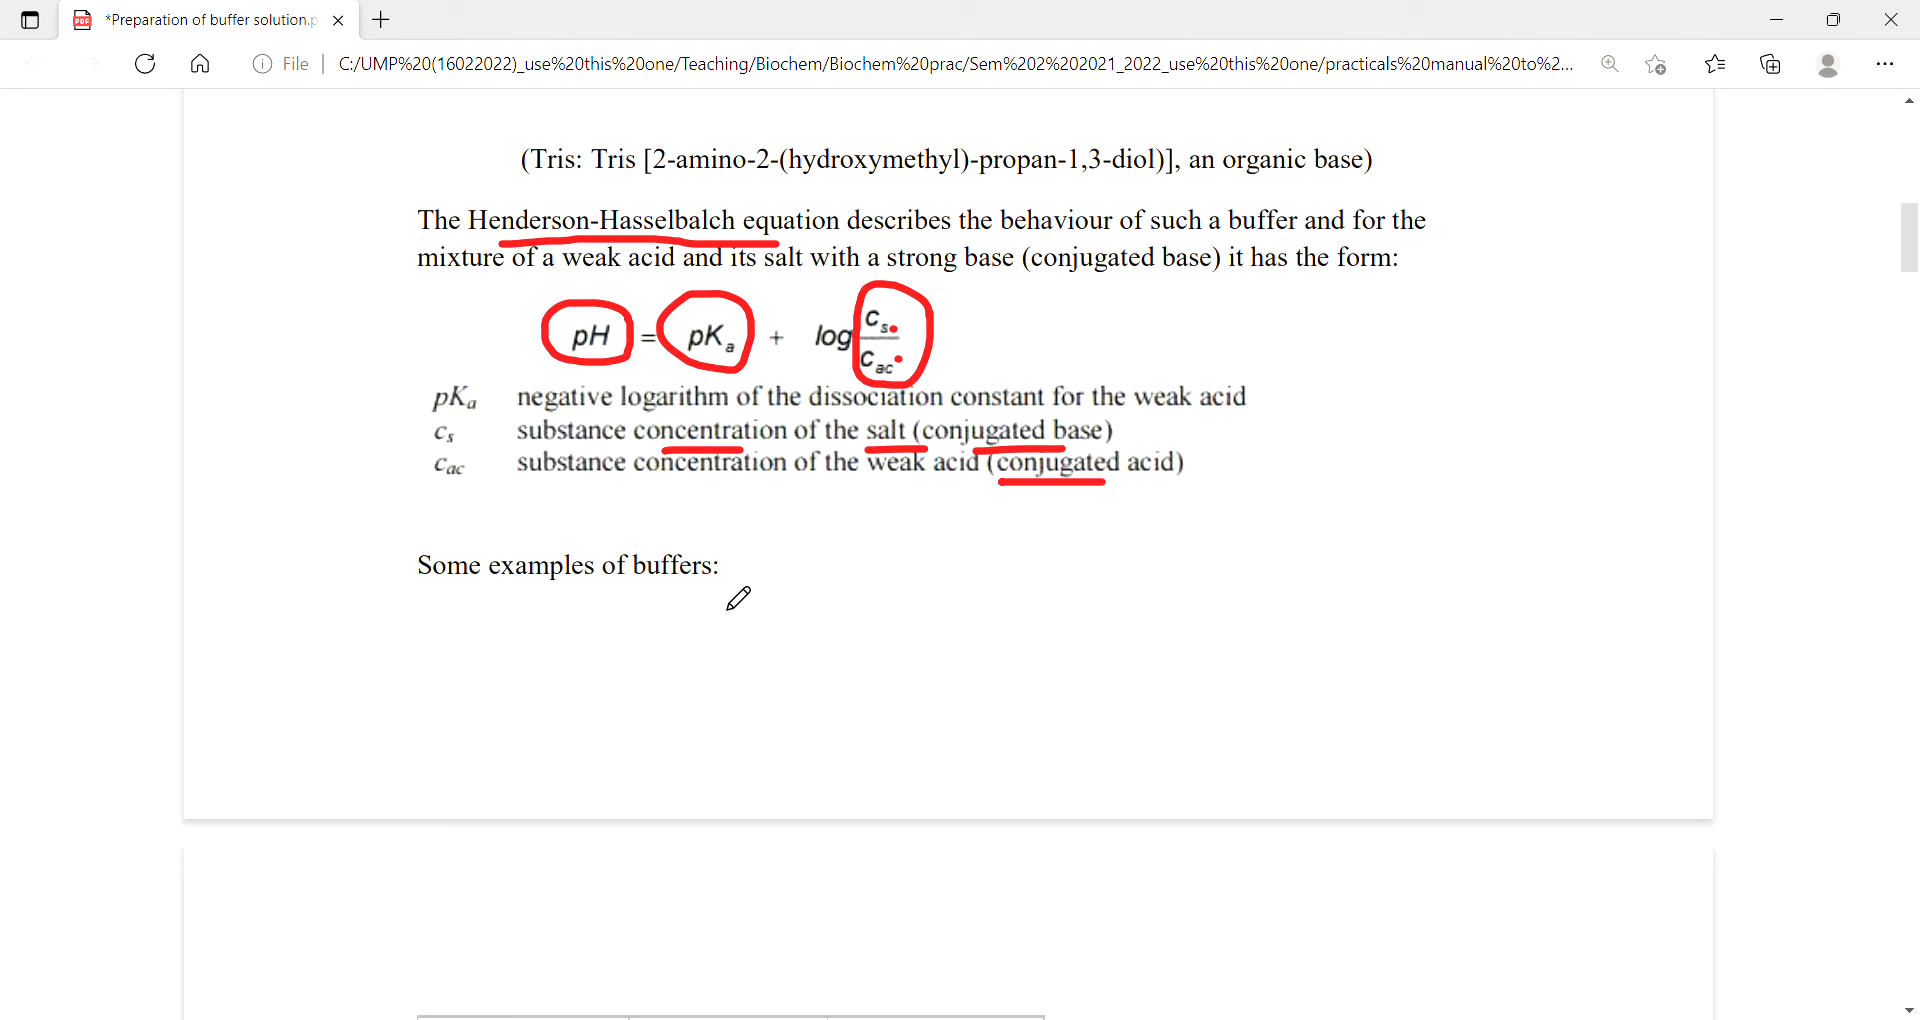 *Preparation of buffer solution.p
File
C:/UMP%20(16022022)_use%20this%20one/Teaching/Biochem/Biochem%20prac/Sem%202%202021_2022_use%20this%20one/practicals%20manual%20to%2...
(Tris: Tris [2-amino-2-(hydroxymethyl)-propan-1,3-diol)], an organic base)
The Henderson-Hasselbalch equation describes the behaviour of such a buffer and for the
mixture of a weak acid and its salt with a strong base (conjugated base) it has the form:
pH = pKₐ + log cs/cac
pKₐ negative logarithm of the dissociation constant for the weak acid
cs substance concentration of the salt (conjugated base)
cac substance concentration of the weak acid (conjugated acid)
Some examples of buffers: